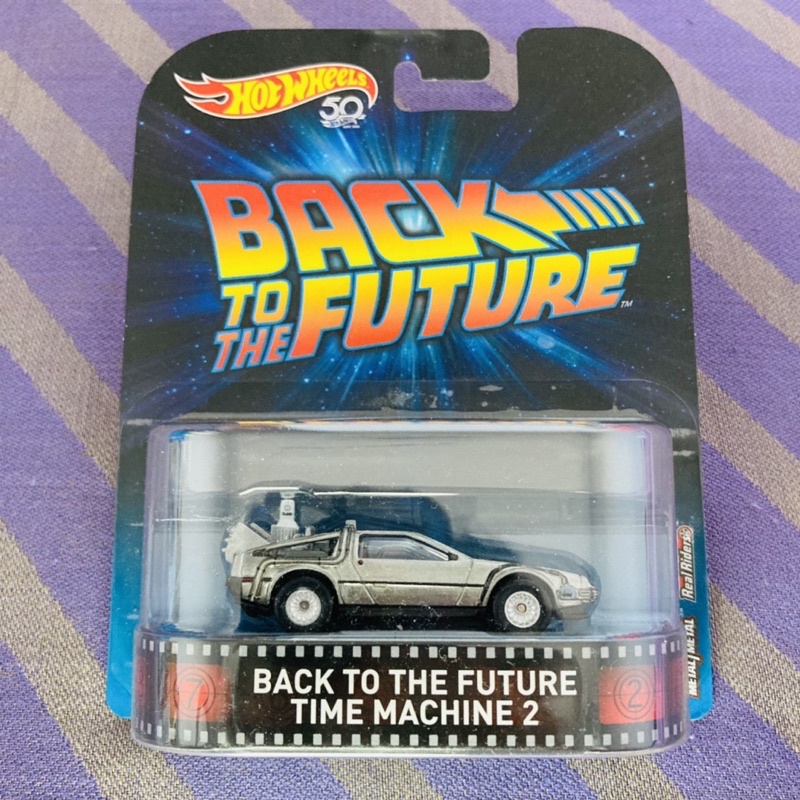 HOT WHEELS
50
BACK
TO
THE FUTURE
TM
Real Riders
METAL/METAL
7
BACK TO THE FUTURE
TIME MACHINE 2
2